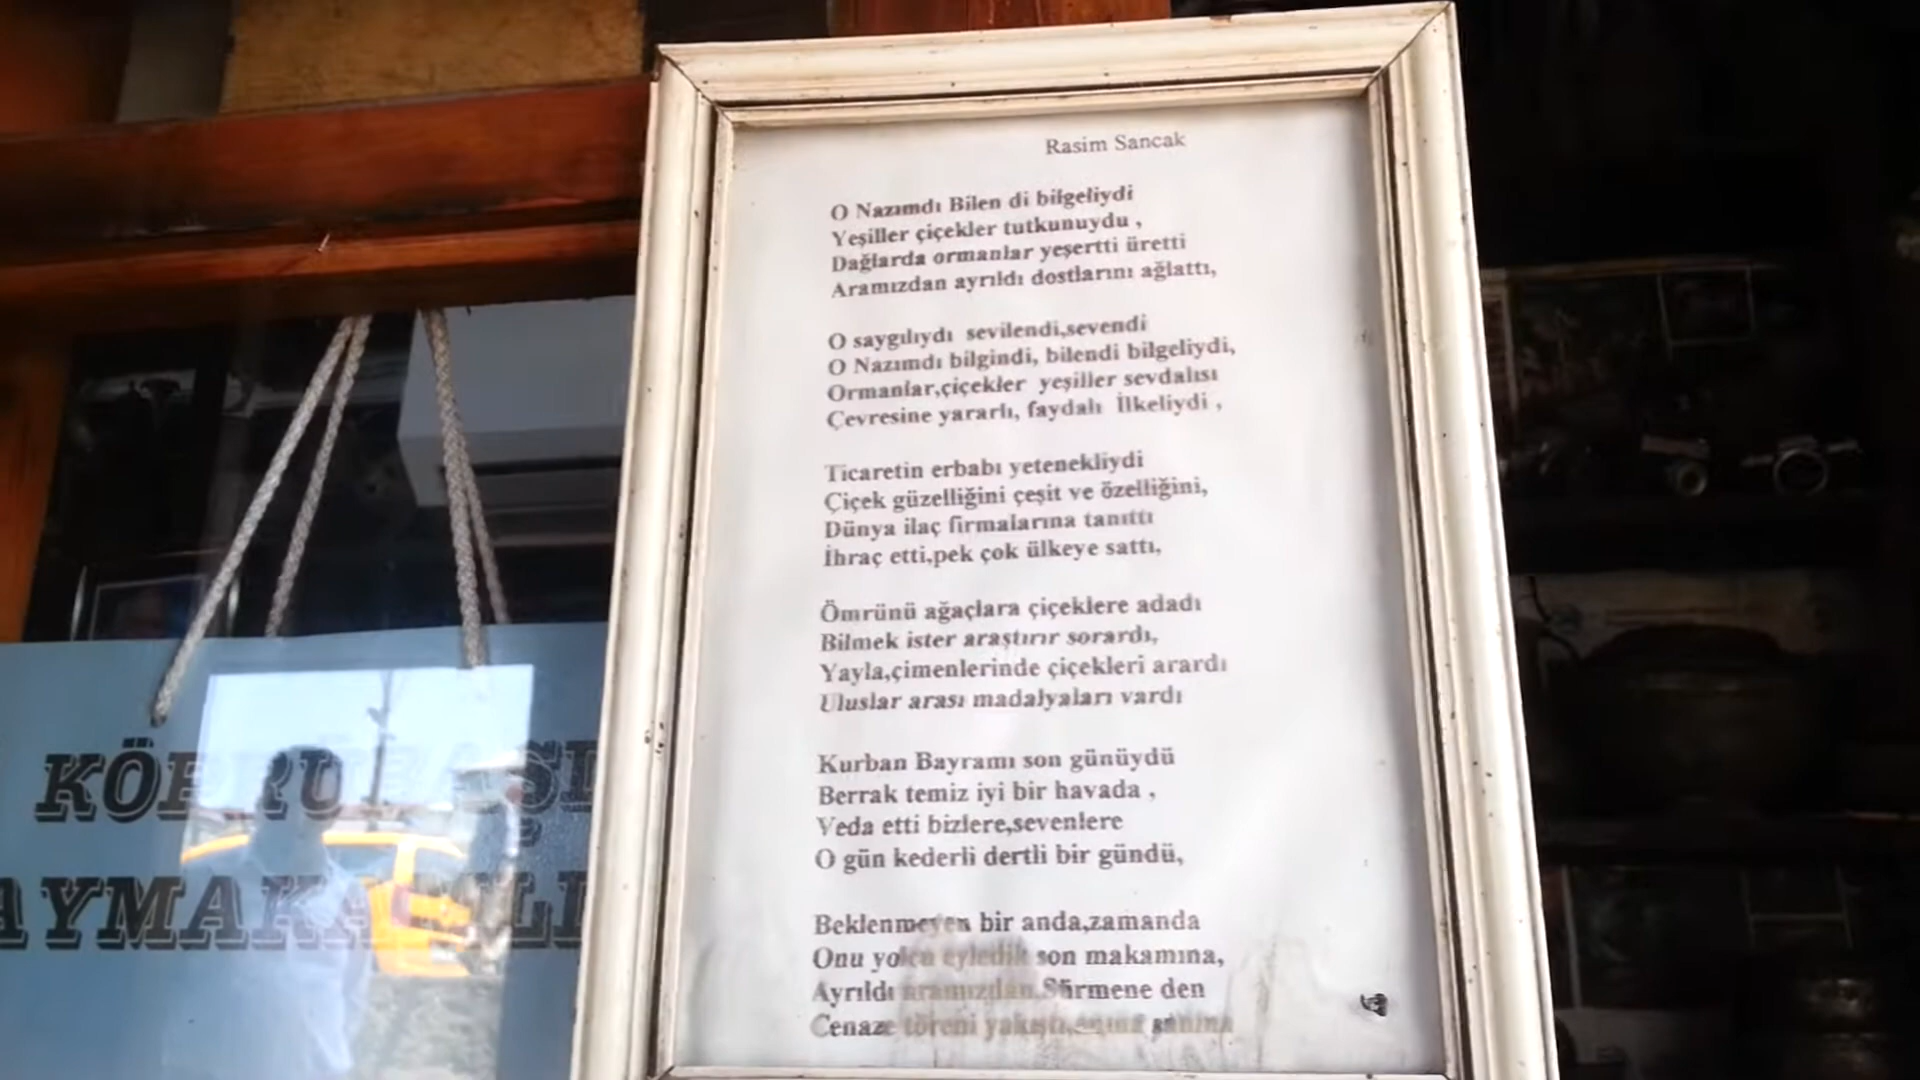 Rasim Sancak
O Nazımdı Bilen di bilgeliydi
Yeşiller çiçekler tutkunuydu ,
Dağlarda ormanlar yeşertti üretti
Aramızdan ayrıldı dostlarını ağlattı,
O saygılıydı sevilendi,sevendi
O Nazımdı bilgindi, bilendi bilgeliydi,
Ormanlar,çiçekler yeşiller sevdalısı
Çevresine yararlı, faydalı İlkeliydi ,
Ticaretin erbabı yetenekliydi
Çiçek güzelliğini çeşit ve özelliğini,
Dünya ilaç firmalarına tanıttı
İhraç etti,pek çok ülkeye sattı,
Ömrünü ağaçlara çiçeklere adadı
Bilmek ister araştırır sorardı,
Yayla,çimenlerinde çiçekleri arardı
Uluslar arası madalyaları vardı
Kurban Bayramı son günüydü
Berrak temiz iyi bir havada ,
Veda etti bizlere,sevenlere
O gün kederli dertli bir gündü,
Beklenmeyen bir anda,zamanda
Onu yolcu eyledik son makamına,
Ayrıldı aramızdan,Sürmene den
Cenaze töreni yakıştı,
KÖPRÜBAŞI